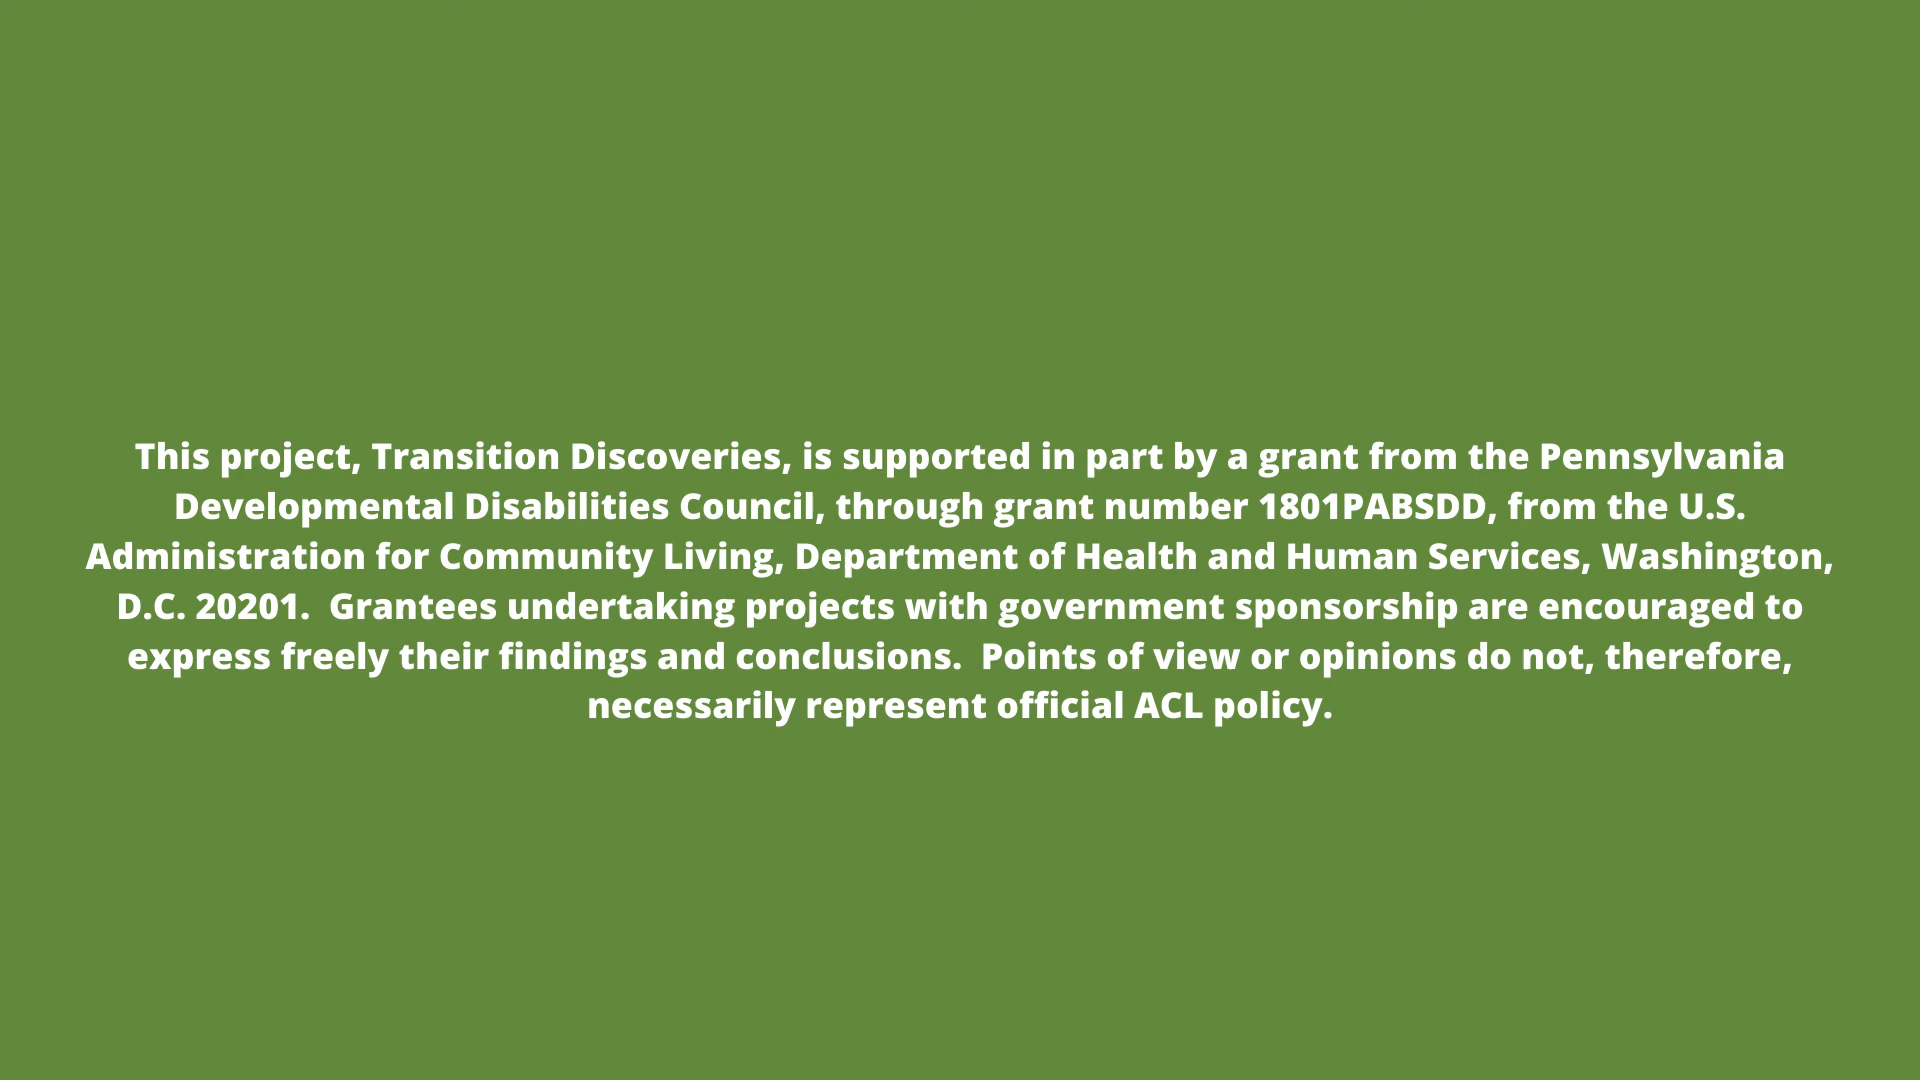 This project, Transition Discoveries, is supported in part by a grant from the Pennsylvania
Developmental Disabilities Council, through grant number 1801PABSDD, from the U.S.
Administration for Community Living, Department of Health and Human Services, Washington,
D.C. 20201.  Grantees undertaking projects with government sponsorship are encouraged to
express freely their findings and conclusions.  Points of view or opinions do not, therefore,
necessarily represent official ACL policy.